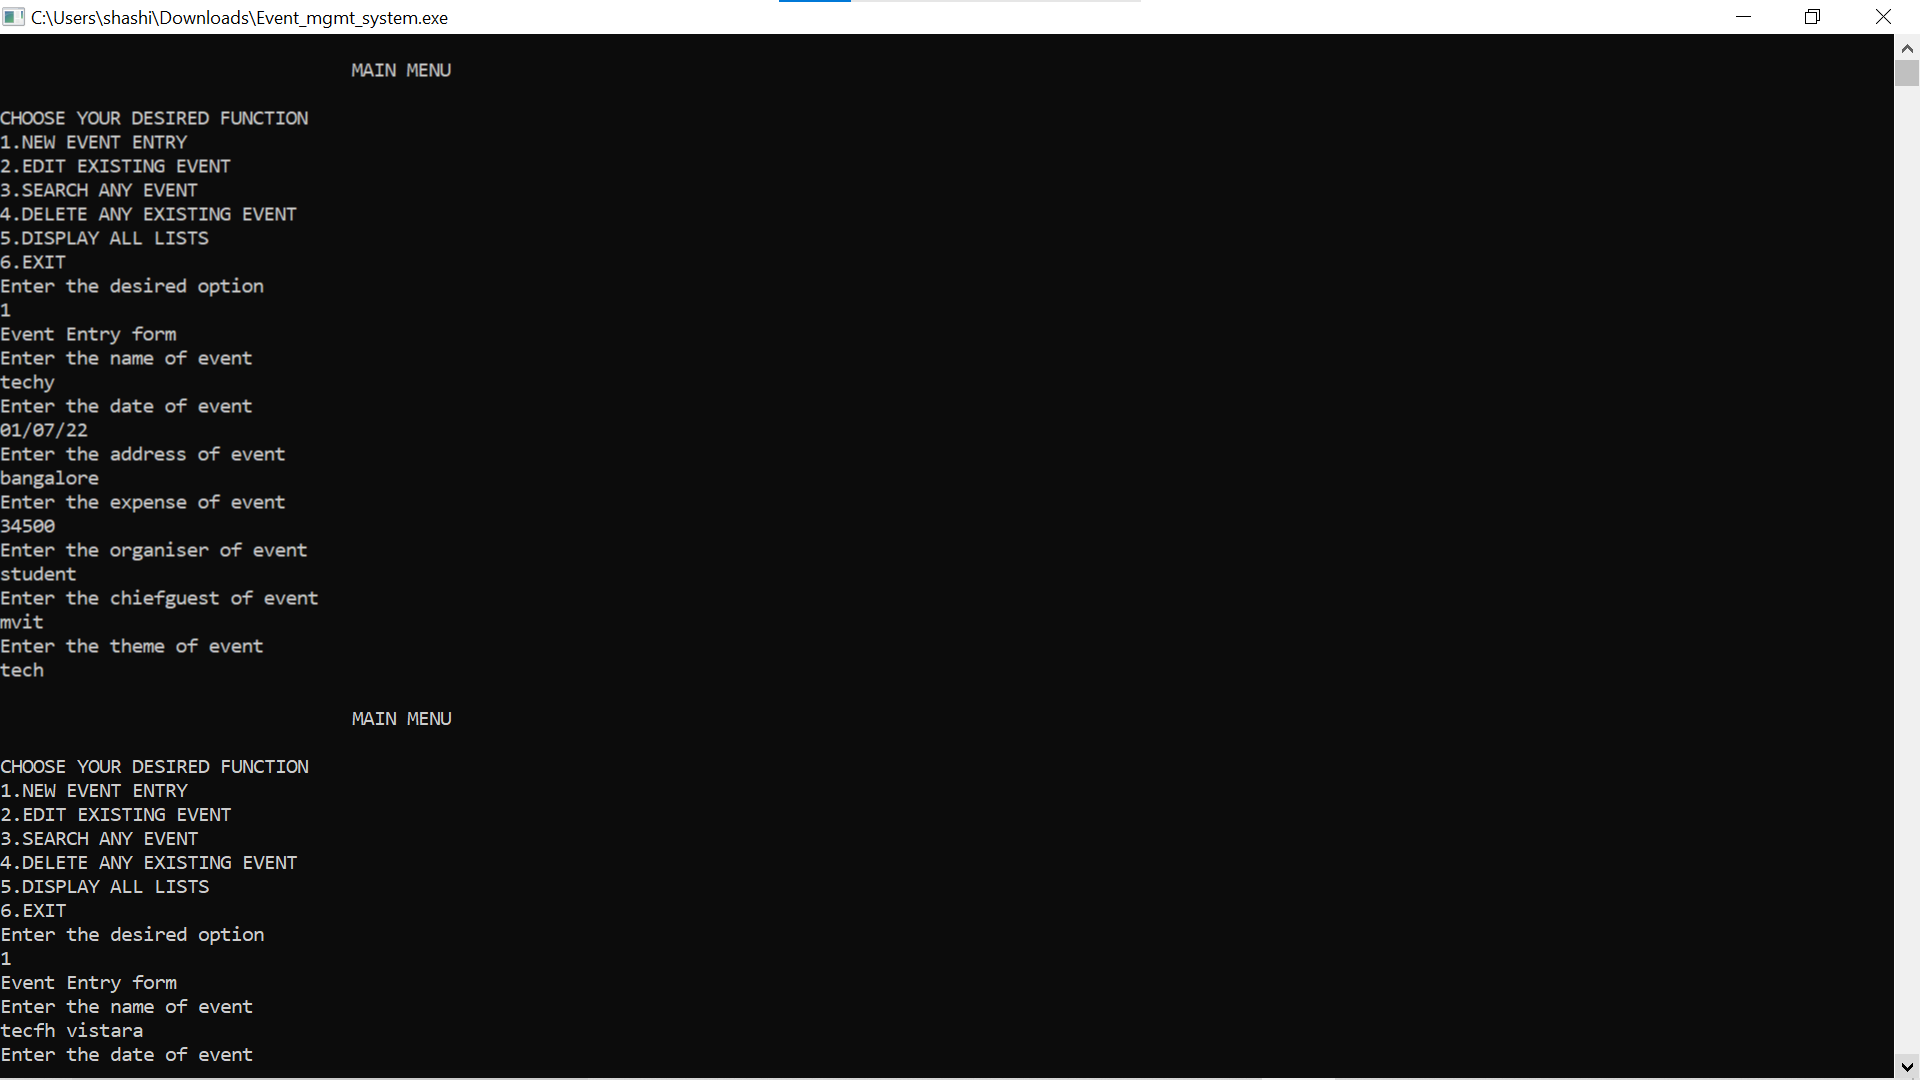 C:\Users\shashi\Downloads\Event_mgmt_system.exe
MAIN MENU
CHOOSE YOUR DESIRED FUNCTION
1.NEW EVENT ENTRY
2.EDIT EXISTING EVENT
3.SEARCH ANY EVENT
4.DELETE ANY EXISTING EVENT
5.DISPLAY ALL LISTS
6.EXIT
Enter the desired option
1
Event Entry form
Enter the name of event
techy
Enter the date of event
01/07/22
Enter the address of event
bangalore
Enter the expense of event
34500
Enter the organiser of event
student
Enter the chiefguest of event
mvit
Enter the theme of event
tech
MAIN MENU
CHOOSE YOUR DESIRED FUNCTION
1.NEW EVENT ENTRY
2.EDIT EXISTING EVENT
3.SEARCH ANY EVENT
4.DELETE ANY EXISTING EVENT
5.DISPLAY ALL LISTS
6.EXIT
Enter the desired option
1
Event Entry form
Enter the name of event
tecfh vistara
Enter the date of event